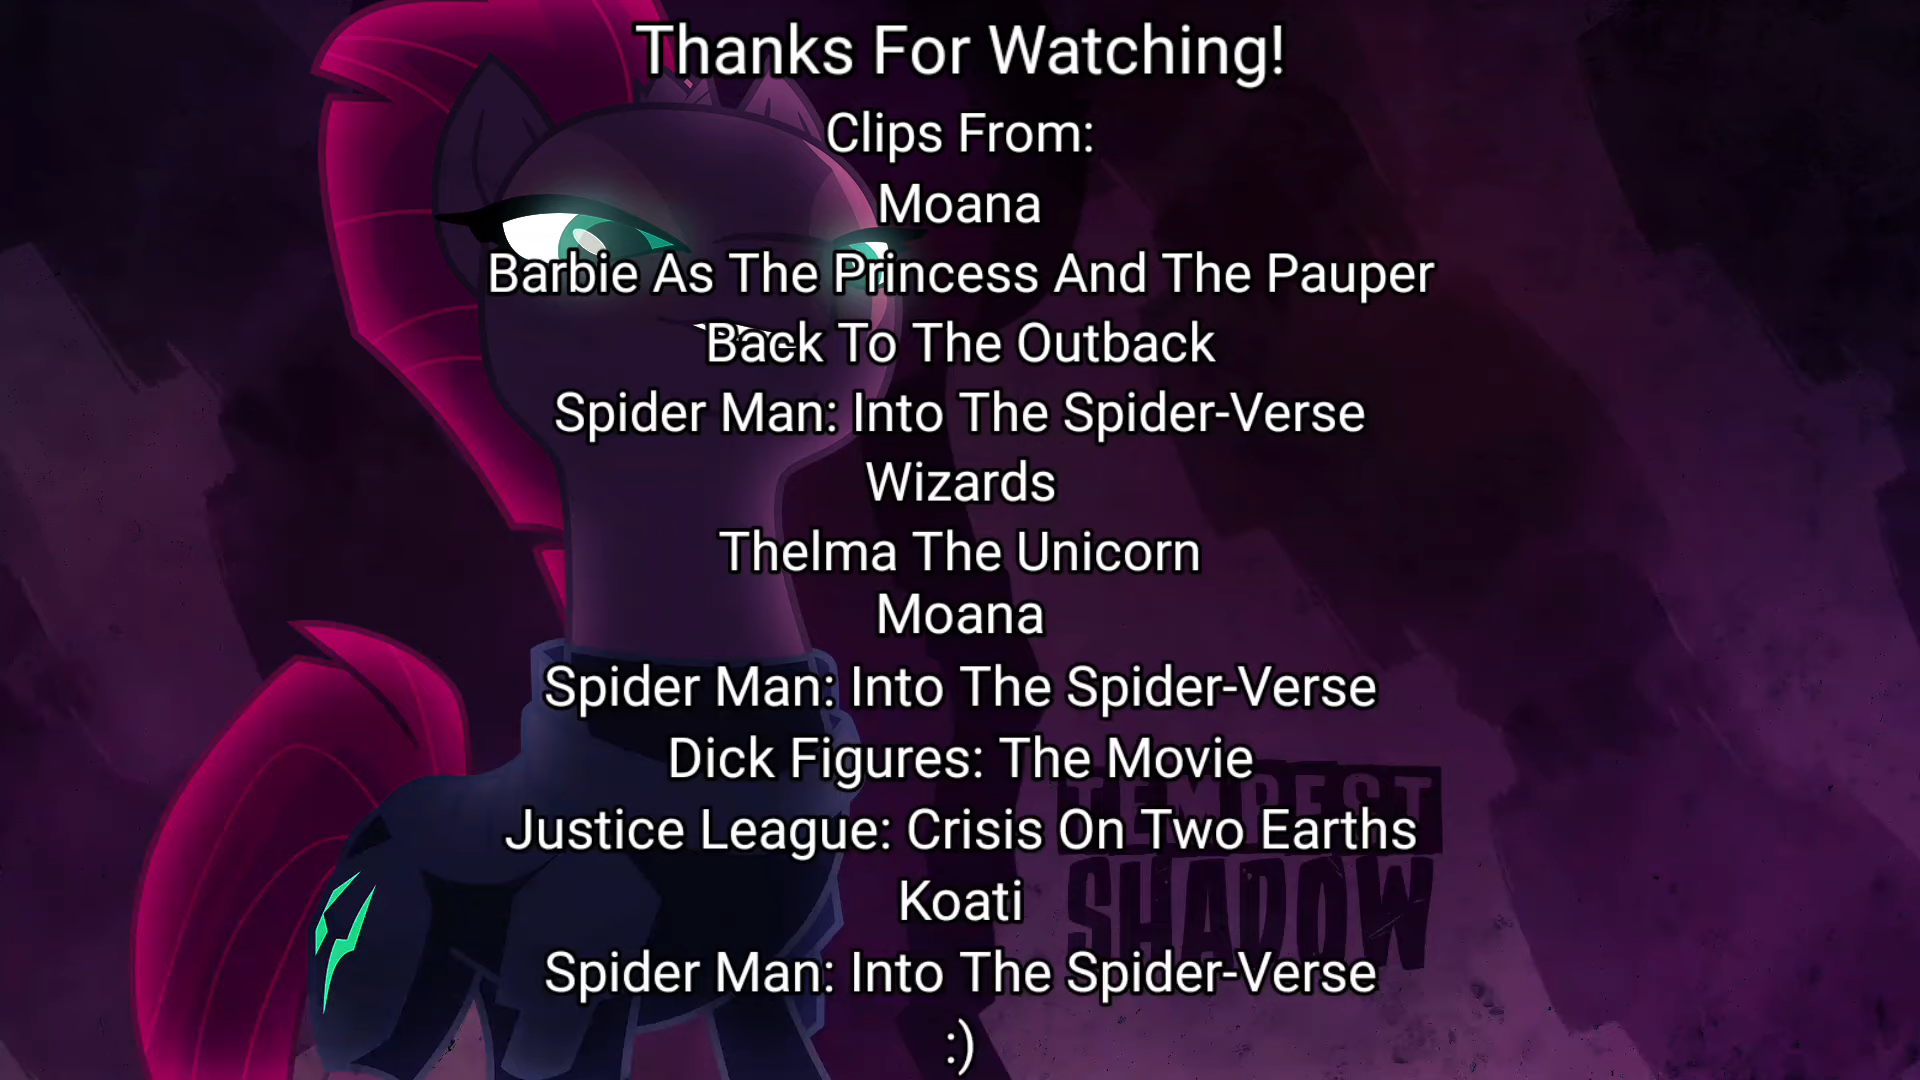 Thanks For Watching!
Clips From:
Moana
Barbie As The Princess And The Pauper
Back To The Outback
Spider Man: Into The Spider-Verse
Wizards
Thelma The Unicorn
Moana
Spider Man: Into The Spider-Verse
Dick Figures: The Movie
TEMPEST
Justice League: Crisis On Two Earths
SHADOW
Koati
Spider Man: Into The Spider-Verse
:)